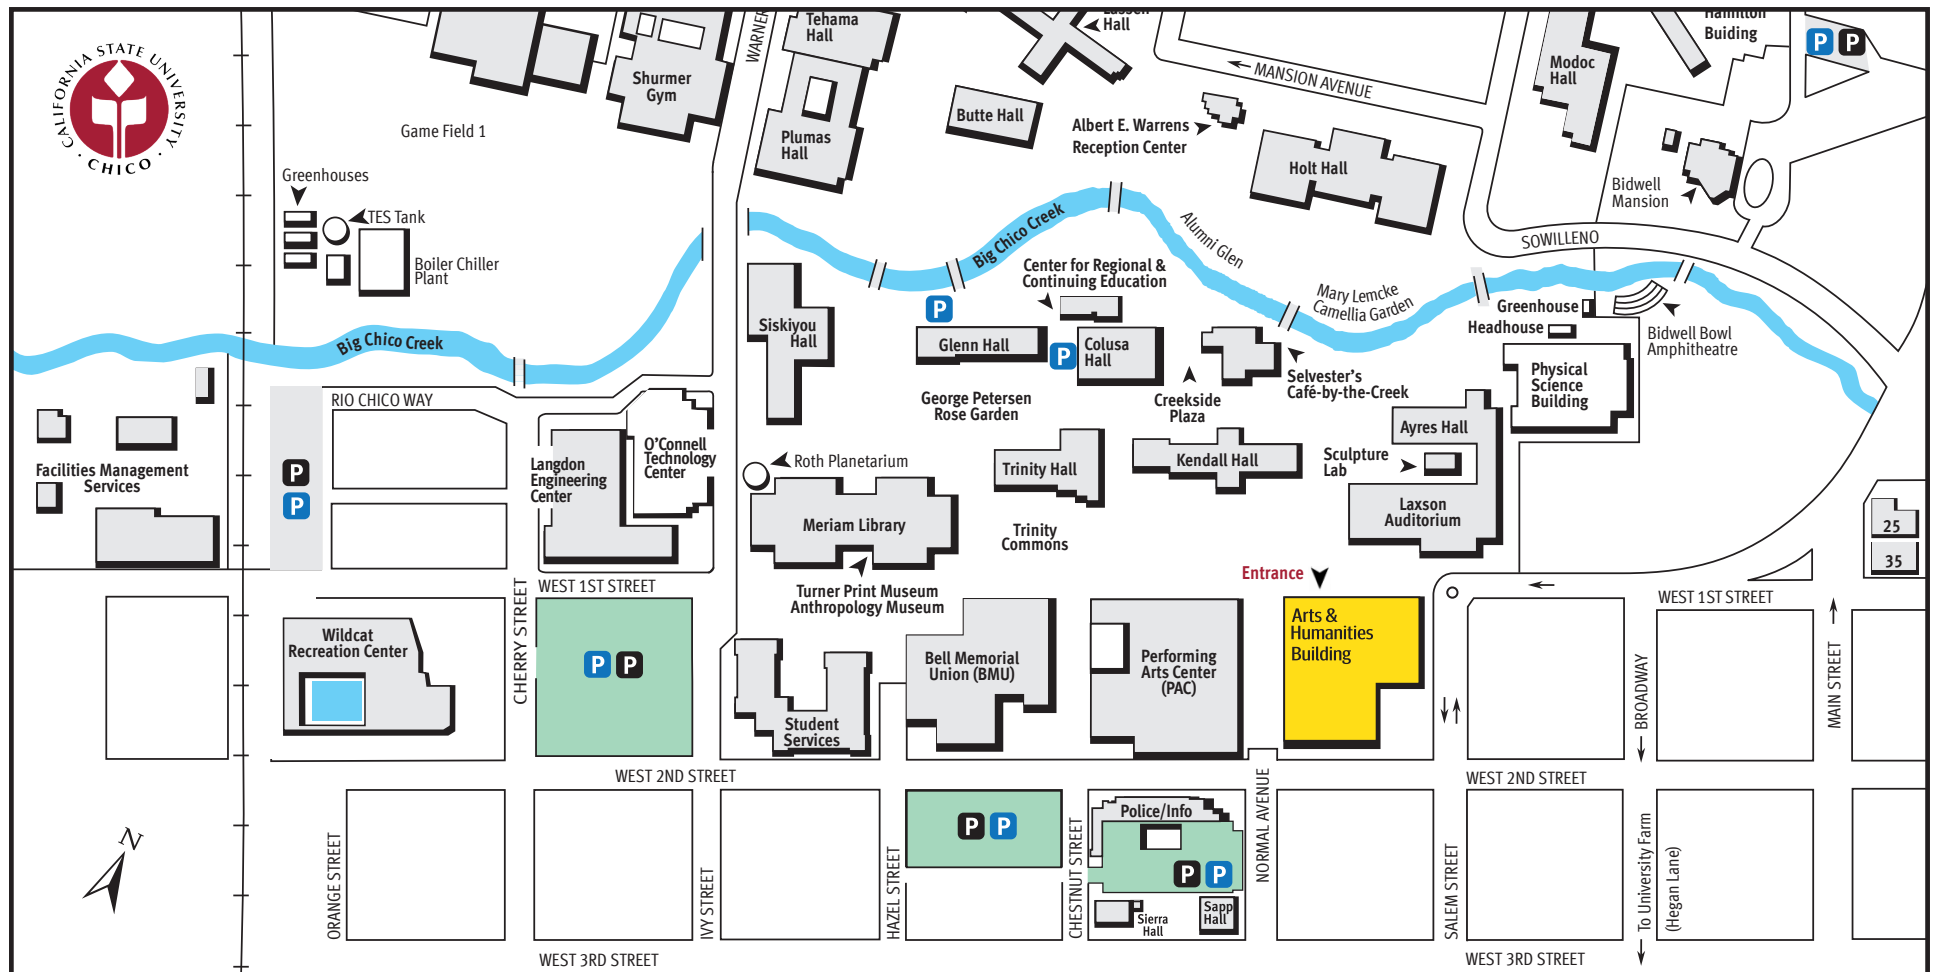 CALIFORNIA STATE UNIVERSITY
· CHICO ·
Game Field 1
Greenhouses
TES Tank
Boiler Chiller
Plant
Shurmer
Gym
WARNER
Tehama
Hall
Plumas
Hall
Lassen
Hall
Butte Hall
MANSION AVENUE
Albert E. Warrens
Reception Center
Holt Hall
Modoc
Hall
Hamilton
Buiding
P P
Bidwell
Mansion
SOWILLENO
Big Chico Creek
Big Chico Creek
Alumni Glen
Mary Lemcke
Camellia Garden
Center for Regional &
Continuing Education
Greenhouse
Headhouse
Bidwell Bowl
Amphitheatre
Siskiyou
Hall
P
Glenn Hall
P
Colusa
Hall
Creekside
Plaza
Selvester's
Café-by-the-Creek
Physical
Science
Building
George Petersen
Rose Garden
RIO CHICO WAY
Facilities Management
Services
P
P
Langdon
Engineering
Center
O'Connell
Technology
Center
Roth Planetarium
Meriam Library
Turner Print Museum
Anthropology Museum
Trinity Hall
Trinity
Commons
Kendall Hall
Ayres Hall
Sculpture
Lab
Laxson
Auditorium
25
35
Entrance
WEST 1ST STREET
WEST 1ST STREET
Wildcat
Recreation Center
CHERRY STREET
P P
Student
Services
Bell Memorial
Union (BMU)
Performing
Arts Center
(PAC)
Arts &
Humanities
Building
BROADWAY
MAIN STREET
WEST 2ND STREET
WEST 2ND STREET
N
ORANGE STREET
IVY STREET
HAZEL STREET
P P
CHESTNUT STREET
Police/Info
P P
Sierra
Hall
Sapp
Hall
NORMAL AVENUE
SALEM STREET
To University Farm
(Hegan Lane)
WEST 3RD STREET
WEST 3RD STREET